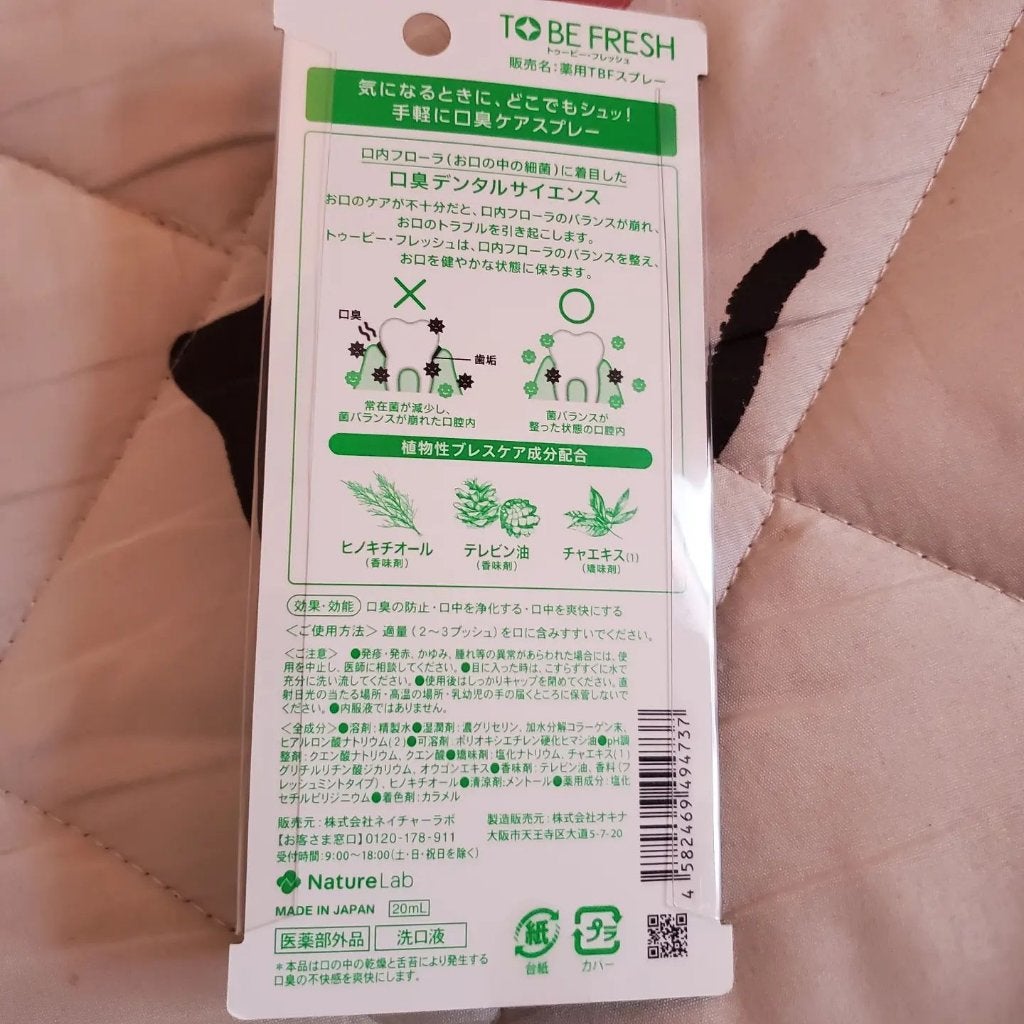 TO BE FRESH
トゥービー・フレッシュ
販売名：薬用TBFスプレー
気になるときに、どこでもシュッ！
手軽に口臭ケアスプレー
口内フローラ（お口の中の細菌）に着目した
口臭デンタルサイエンス
お口のケアが不十分だと、口内フローラのバランスが崩れ、
お口のトラブルを引き起こします。
トゥービー・フレッシュは、口内フローラのバランスを整え、
お口を健やかな状態に保ちます。
口臭
歯垢
常在菌が減少し、
菌バランスが崩れた口腔内
菌バランスが
整った状態の口腔内
植物性ブレスケア成分配合
ヒノキチオール
（香味剤）
テレビン油
（香味剤）
チャエキス(1)
（矯味剤）
効果・効能 口臭の防止・口中を浄化する・口中を爽快にする
＜ご使用方法＞適量（2～3プッシュ）を口に含みすすいでください。
＜ご注意＞ ●発疹・発赤、かゆみ、腫れ等の異常があらわれた場合には、使
用を中止し、医師に相談してください。●目に入った時は、こすらずすぐに水で
充分に洗い流してください。●使用後はしっかりキャップを閉めてください。直
射日光の当たる場所・高温の場所・乳幼児の手の届くところに保管しないで
ください。●内服液ではありません。
＜全成分＞●溶剤：精製水●湿潤剤：濃グリセリン、加水分解コラーゲン末、
ヒアルロン酸ナトリウム(2)●可溶剤：ポリオキシエチレン硬化ヒマシ油●pH調
整剤：クエン酸ナトリウム、クエン酸●矯味剤：塩化ナトリウム、チャエキス(1)、
グリチルリチン酸ジカリウム、オウゴンエキス●香味剤：テレビン油、香料（フレ
ッシュミントタイプ）、ヒノキチオール●清涼剤：メントール●薬用成分：塩化
セチルピリジニウム●着色剤：カラメル
販売元：株式会社ネイチャーラボ
【お客さま窓口】0120-178-911
受付時間：9:00～18:00（土・日・祝日を除く）
製造販売元：株式会社オキナ
大阪市天王寺区大道5-7-20
NatureLab
MADE IN JAPAN 20mL
医薬部外品 洗口液
＊本品は口の中の乾燥と舌苔により発生する
口臭の不快感を爽快にします。
紙
台紙
プラ
カバー
4 582469 494737